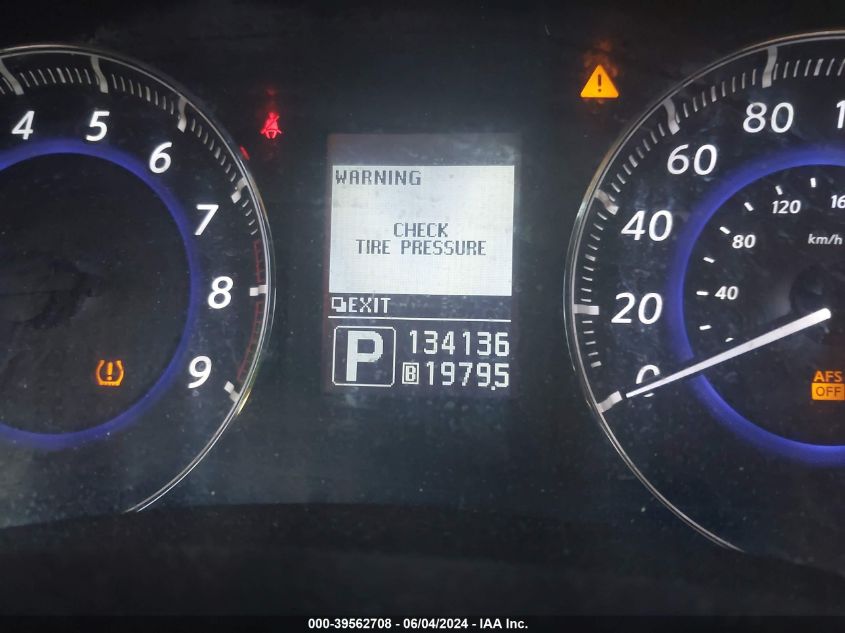 4 5 6 7 8 9
WARNING
CHECK
TIRE PRESSURE
EXIT
P 134136
B 1979.5
0 20 40 60 80
40 80 120
km/h
AFS
OFF
000-39562708 - 06/04/2024 - IAA Inc.